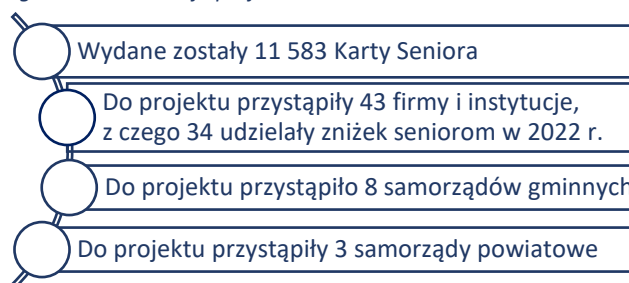 Wydane zostały 11 583 Karty Seniora
Do projektu przystąpiły 43 firmy i instytucje,
z czego 34 udzielały zniżek seniorom w 2022 r.
Do projektu przystąpiło 8 samorządów gminnych
Do projektu przystąpiły 3 samorządy powiatowe